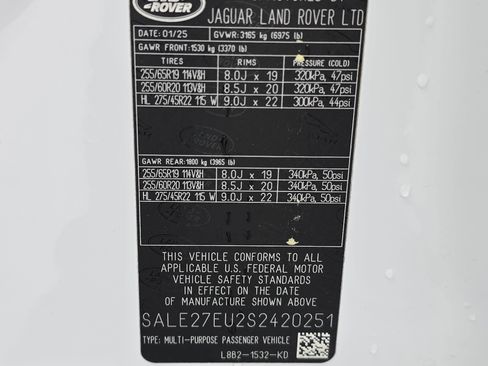 LAND
ROVER
JAGUAR LAND ROVER LTD
DATE: 01/25 GVWR: 3165 kg (6975 lb)
GAWR FRONT: 1530 kg (3370 lb)
TIRES RIMS PRESSURE (COLD)
255/65R19 114V&H 8.0J x 19 320kPa, 47psi
255/60R20 113V&H 8.5J x 20 320kPa, 47psi
HL 275/45R22 115 W 9.0J x 22 300kPa, 44psi
GAWR REAR: 1800 kg (3965 lb)
255/65R19 114V&H 8.0J x 19 340kPa, 50psi
255/60R20 113V&H 8.5J x 20 340kPa, 50psi
HL 275/45R22 115 W 9.0J x 22 340kPa, 50psi
THIS VEHICLE CONFORMS TO ALL
APPLICABLE U.S. FEDERAL MOTOR
VEHICLE SAFETY AND THEFT
PREVENTION STANDARDS IN
EFFECT ON THE DATE OF
MANUFACTURE SHOWN ABOVE
SALE27EU2S2420251
TYPE: MULTI-PURPOSE PASSENGER VEHICLE
L8B2-1532-KD